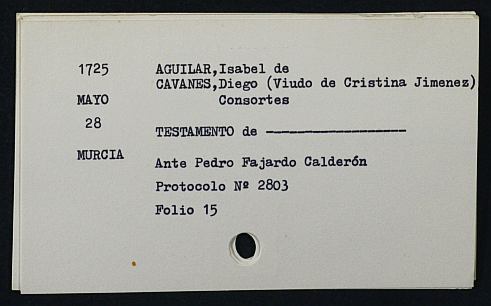 1725 AGUILAR,Isabel de
CAVANES,Diego (Viudo de Cristina Jimenez)
MAYO Consortes
28
TESTAMENTO de --------------------
MURCIA
Ante Pedro Fajardo Calderón
Protocolo Nº 2803
Folio 15